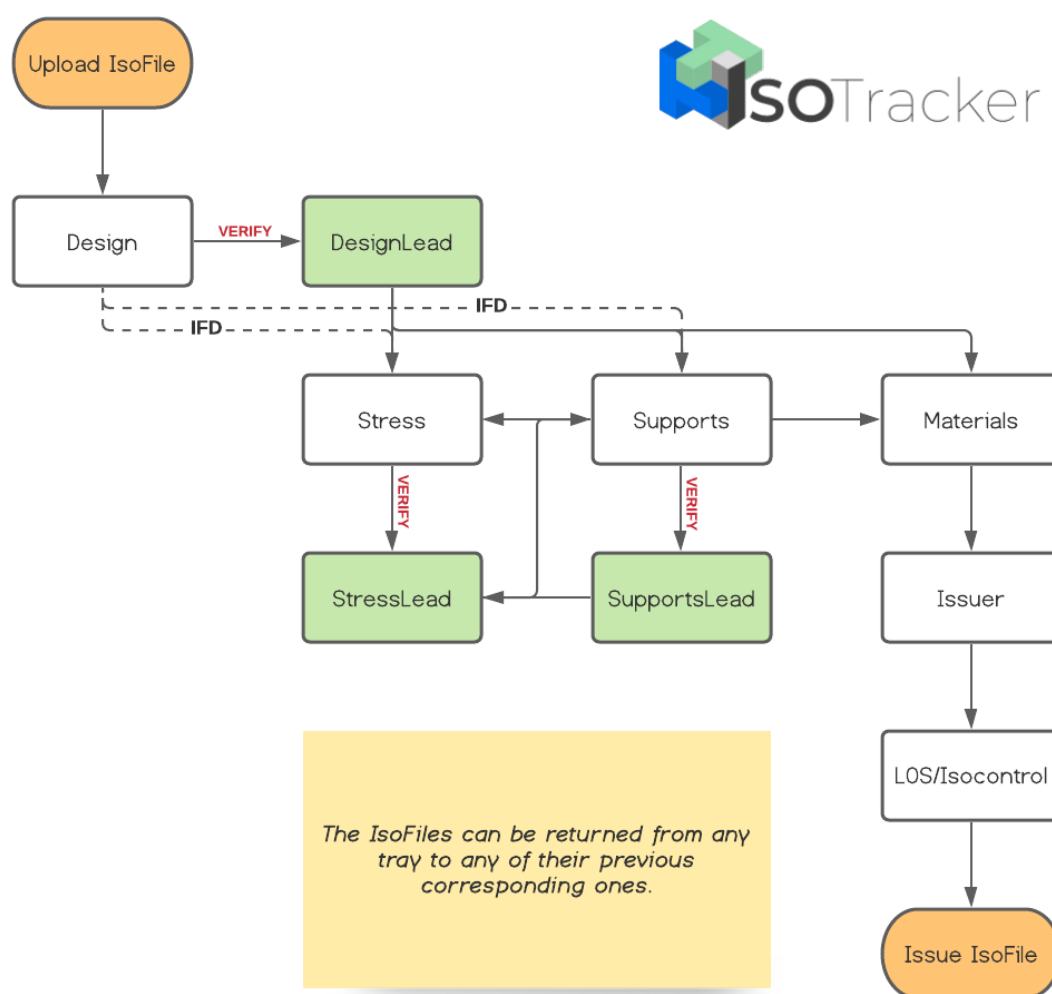 Upload IsoFile
ISOTracker
Design
VERIFY
DesignLead
IFD
IFD
Stress
Supports
Materials
VERIFY
VERIFY
StressLead
SupportsLead
Issuer
LOS/Isocontrol
The IsoFiles can be returned from any
tray to any of their previous
corresponding ones.
Issue IsoFile